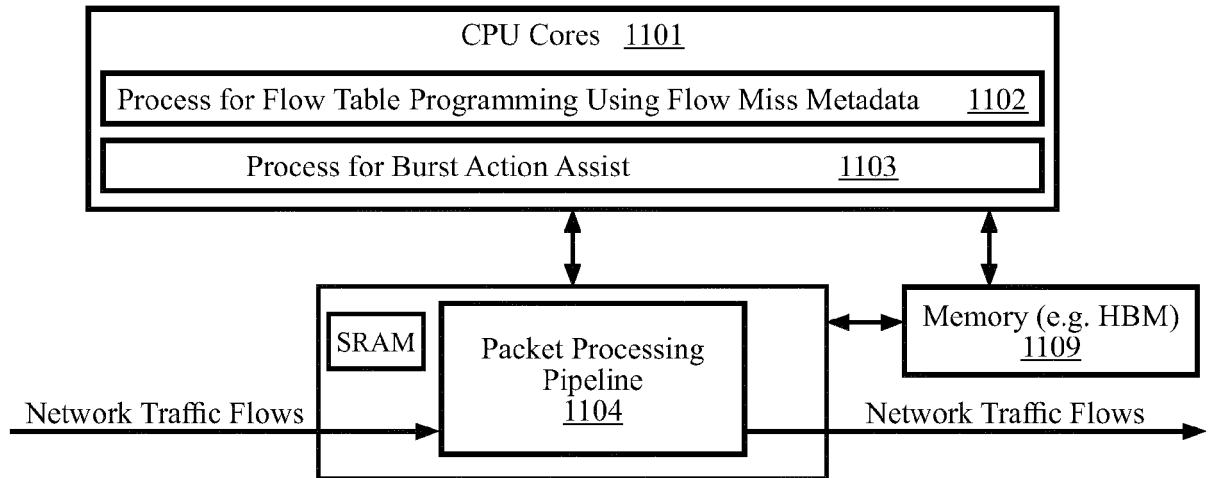 CPU Cores 1101
Process for Flow Table Programming Using Flow Miss Metadata 1102
Process for Burst Action Assist 1103
SRAM
Packet Processing
Pipeline
1104
Memory (e.g. HBM)
1109
Network Traffic Flows
Network Traffic Flows